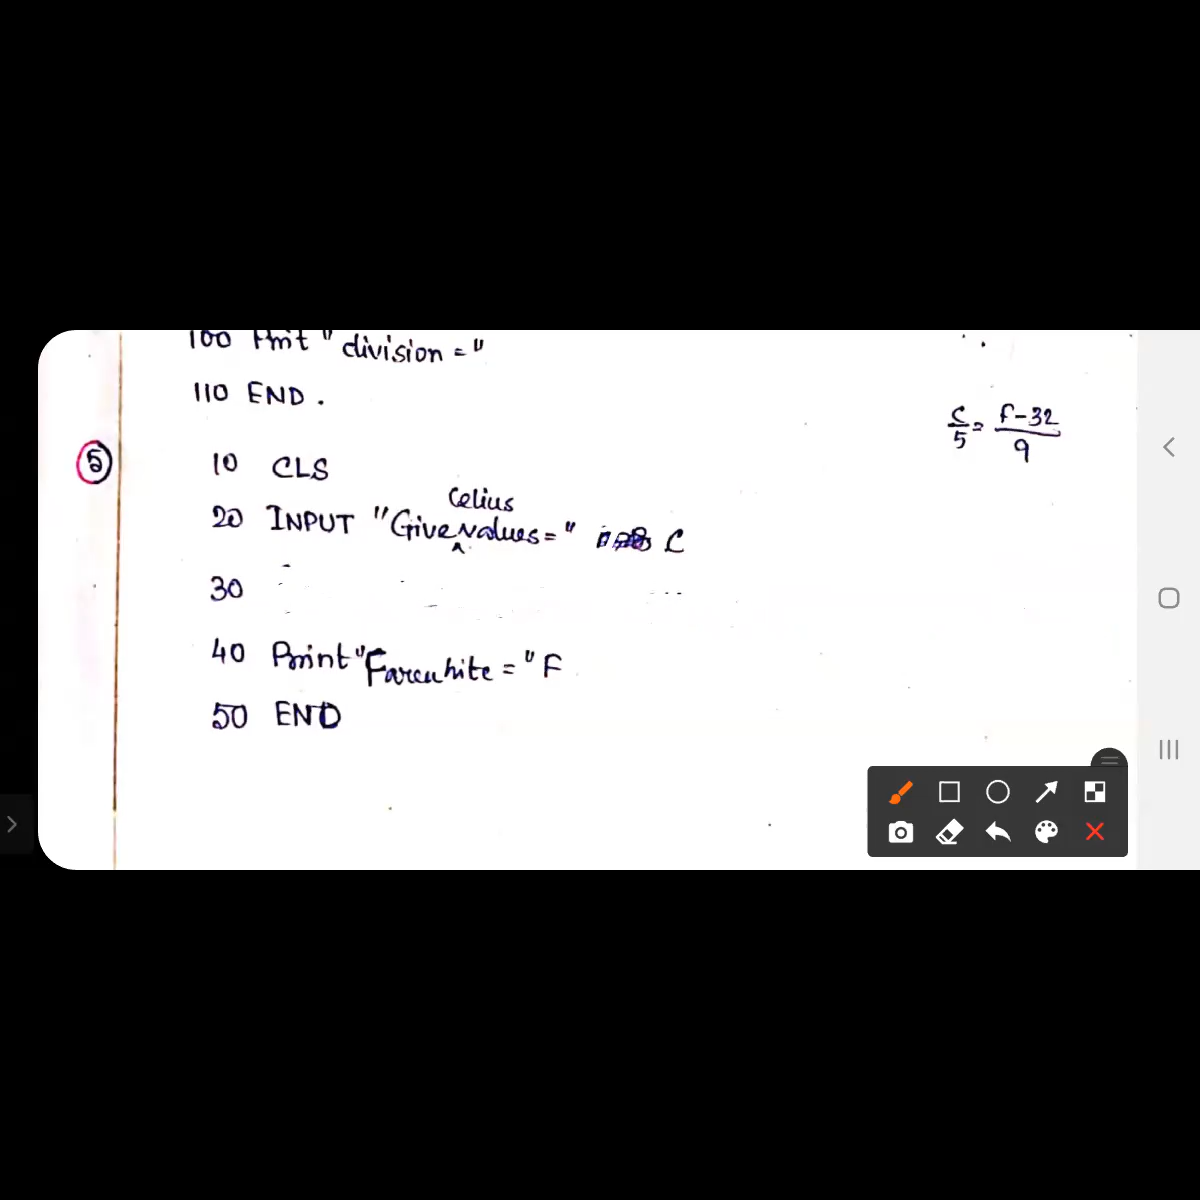 100 Print "division = "
110 END .
C/5 = F-32/9
5
10 CLS
Celius
20 INPUT "Give values = " C
30
40 Print "Farenhite = " F
50 END